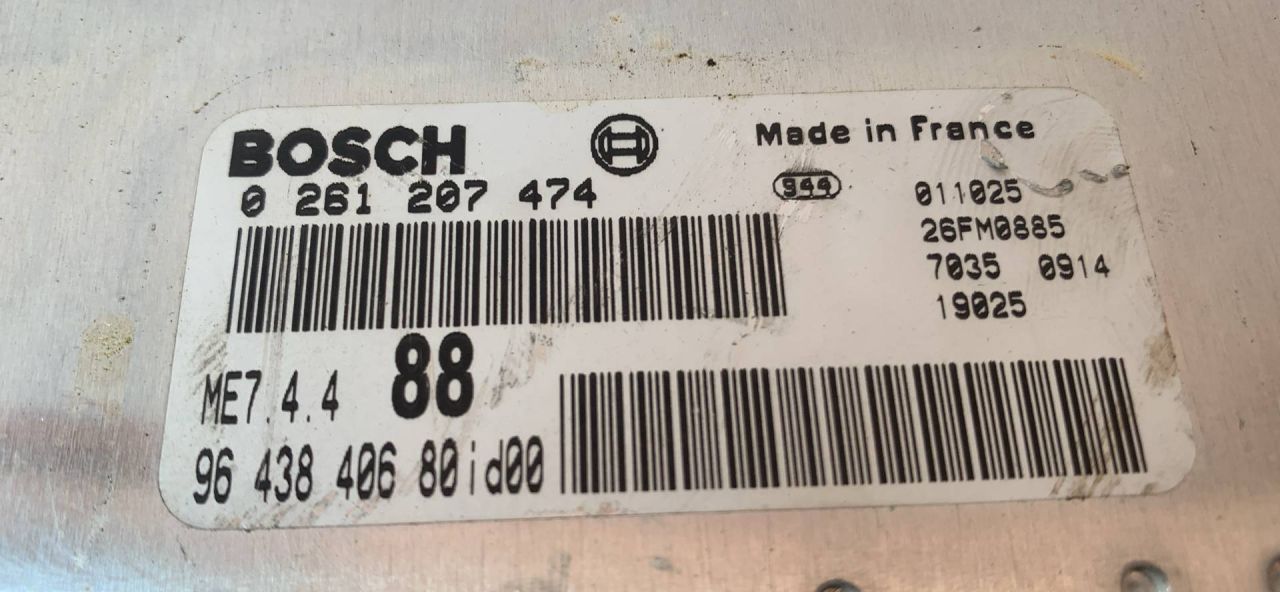 BOSCH
Made in France
0 261 207 474
944
011025
26FM0885
7035 0914
19025
ME7.4.4 88
96 438 406 80id00